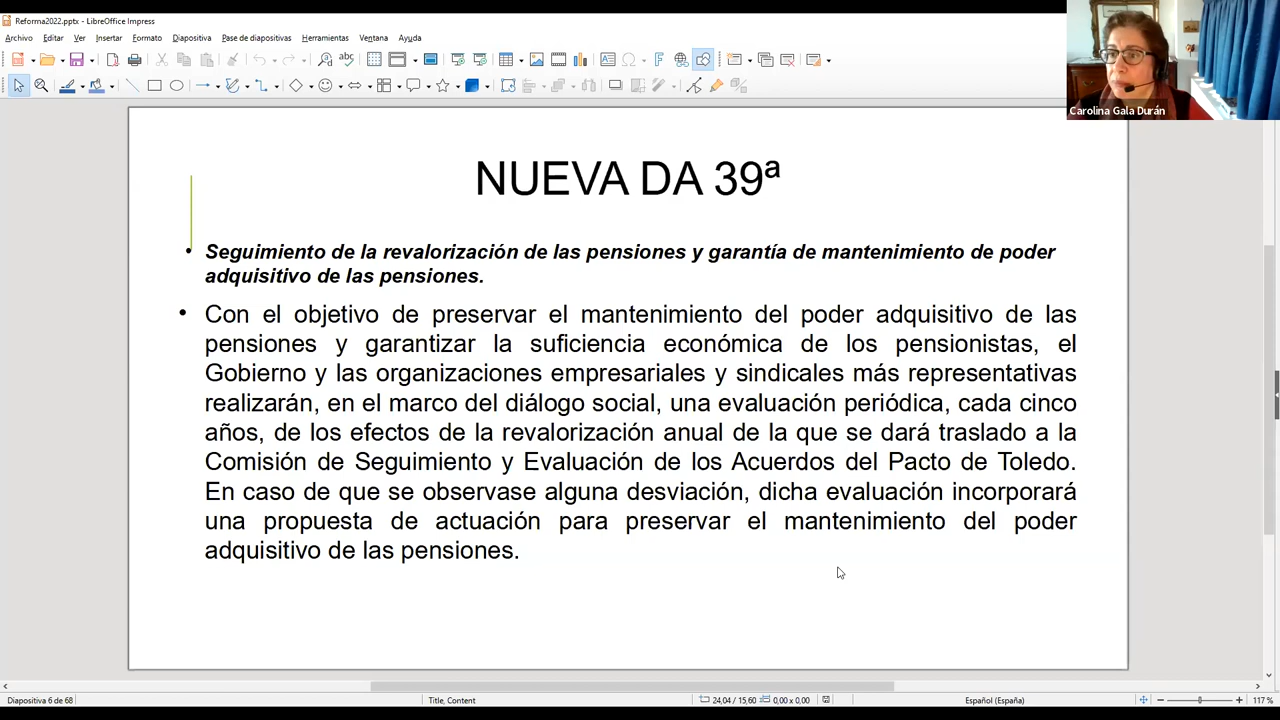 Reforma2022.pptx - LibreOffice Impress
Archivo Editar Ver Insertar Formato Diapositiva Pase de diapositivas Herramientas Ventana Ayuda
Carolina Gala Durán
NUEVA DA 39ª
• Seguimiento de la revalorización de las pensiones y garantía de mantenimiento de poder
adquisitivo de las pensiones.
• Con el objetivo de preservar el mantenimiento del poder adquisitivo de las
pensiones y garantizar la suficiencia económica de los pensionistas, el
Gobierno y las organizaciones empresariales y sindicales más representativas
realizarán, en el marco del diálogo social, una evaluación periódica, cada cinco
años, de los efectos de la revalorización anual de la que se dará traslado a la
Comisión de Seguimiento y Evaluación de los Acuerdos del Pacto de Toledo.
En caso de que se observase alguna desviación, dicha evaluación incorporará
una propuesta de actuación para preservar el mantenimiento del poder
adquisitivo de las pensiones.
Diapositiva 6 de 68 Title, Content 24,04 / 15,60 0,00 x 0,00 Español (España) 117 %